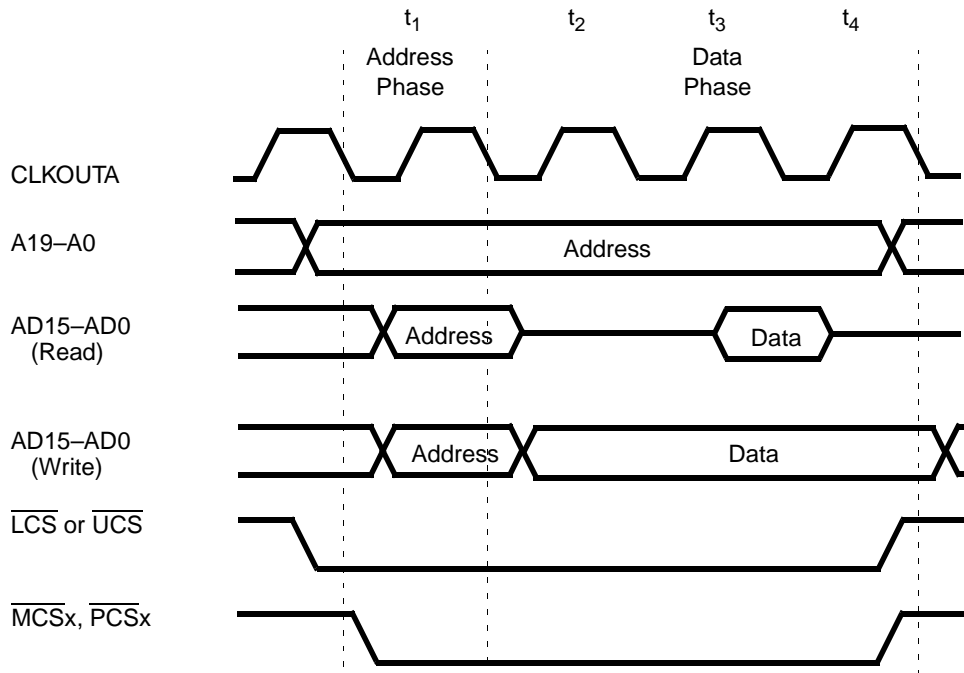 t1 t2 t3 t4
Address
Phase
Data
Phase
CLKOUTA
A19–A0
Address
AD15–AD0
(Read)
Address
Data
AD15–AD0
(Write)
Address
Data
LCS or UCS
MCSx, PCSx